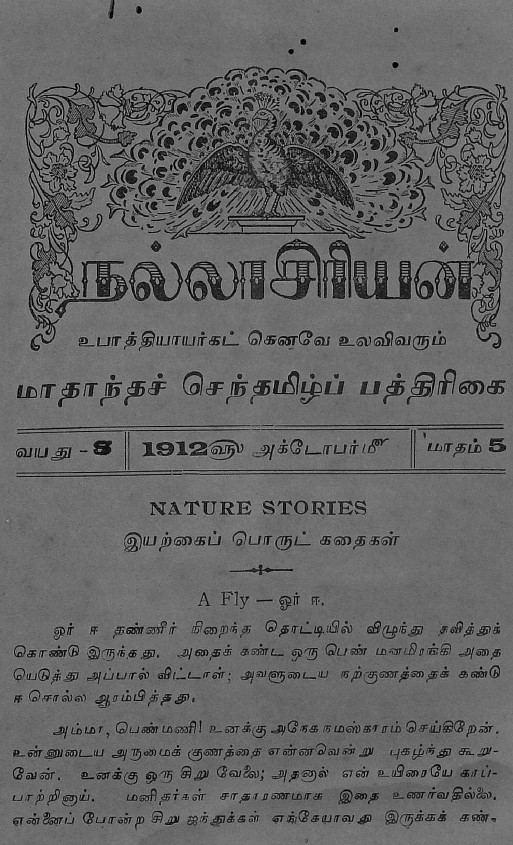 நல்லாசிரியன்
உபாத்தியாயர்கட் கெனவே உலவிவரும்
மாதாந்தச் செந்தமிழ்ப் பத்திரிகை
வயது - 8 1912௵ அக்டோபர்௴ மாதம் 5
NATURE STORIES
இயற்கைப் பொருட் கதைகள்
A Fly — ஓர் ஈ.
ஓர் ஈ தண்ணீர் நிறைந்த தொட்டியில் விழுந்து தவித்துக்
கொண்டு இருந்தது. அதைக் கண்ட ஒரு பெண் மனமிரங்கி அதை
யெடுத்து அப்பால் விட்டாள்; அவளுடைய நற்குணத்தைக் கண்டு
ஈ சொல்ல ஆரம்பித்தது.
அம்மா, பெண்மணி! உனக்கு அநேக நமஸ்காரம் செய்கிறேன்.
உன்னுடைய அருமைக் குணத்தை என்னவென்று புகழ்ந்து கூறு-
வேன். உனக்கு ஒரு சிறு வேலை; அதனால் என் உயிரையே காப்-
பாற்றினாய். மனிதர்கள் சாதாரணமாக இதை உணர்வதில்லை.
என்னைப் போன்ற சிறு ஜந்துக்கள் எங்கேயாவது இருக்கக் கண்-